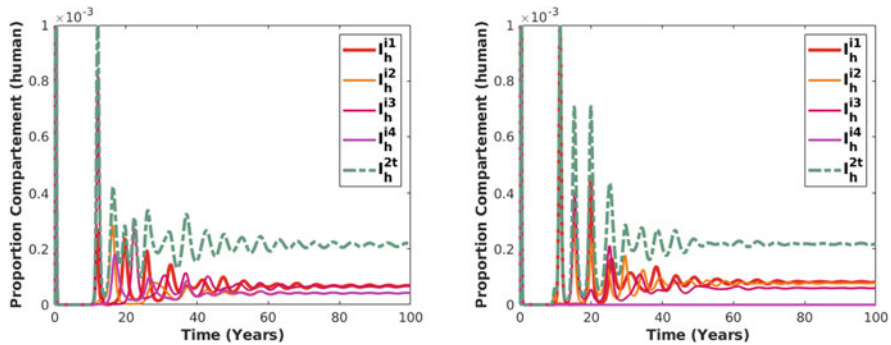 ×10⁻³
1
0.8
0.6
0.4
0.2
0
0 20 40 60 80 100
Time (Years)
Proportion Compartement (human)
I_h^{i1}
I_h^{i2}
I_h^{i3}
I_h^{i4}
I_h^{2t}
×10⁻³
1
0.8
0.6
0.4
0.2
0
0 20 40 60 80 100
Time (Years)
Proportion Compartement (human)
I_h^{i1}
I_h^{i2}
I_h^{i3}
I_h^{i4}
I_h^{2t}